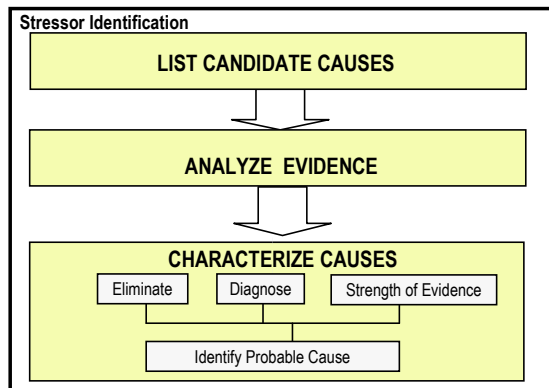 Stressor Identification
LIST CANDIDATE CAUSES
ANALYZE EVIDENCE
CHARACTERIZE CAUSES
Eliminate
Diagnose
Strength of Evidence
Identify Probable Cause